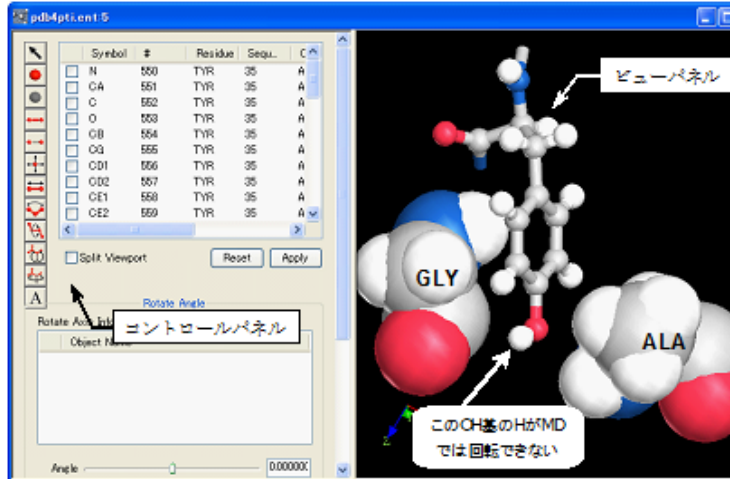 pdb4pti.ent:5
Symbol # Residue Sequ..
N 550 TYR 35 A
CA 551 TYR 35 A
C 552 TYR 35 A
O 553 TYR 35 A
CB 554 TYR 35 A
CG 555 TYR 35 A
CD1 556 TYR 35 A
CD2 557 TYR 35 A
CE1 558 TYR 35 A
CE2 559 TYR 35 A
Split Viewport Reset Apply
A
Rotate Angle
Rotate
コントロールパネル
Object
Angle 0.00000
ビューパネル
GLY
ALA
このOH基のHがMD
では回転できない
Z